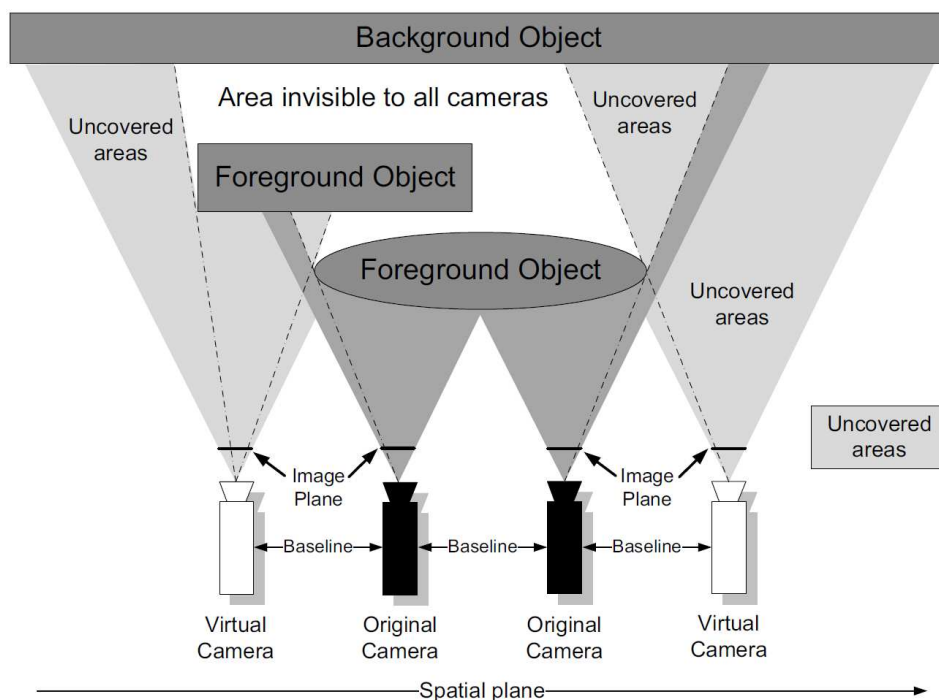 Background Object
Area invisible to all cameras
Uncovered
areas
Uncovered
areas
Foreground Object
Foreground Object
Uncovered
areas
Uncovered
areas
Image
Plane
Image
Plane
Baseline
Baseline
Baseline
Virtual
Camera
Original
Camera
Original
Camera
Virtual
Camera
Spatial plane